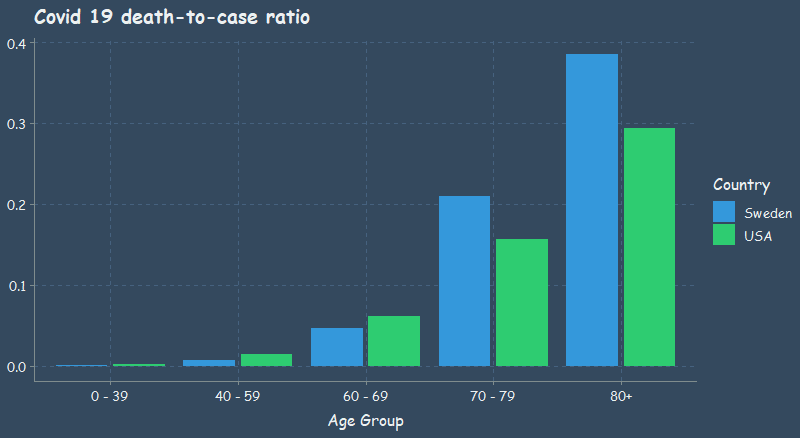 Covid 19 death-to-case ratio
0.4
0.3
0.2
0.1
0.0
0 - 39
40 - 59
60 - 69
70 - 79
80+
Age Group
Country
Sweden
USA